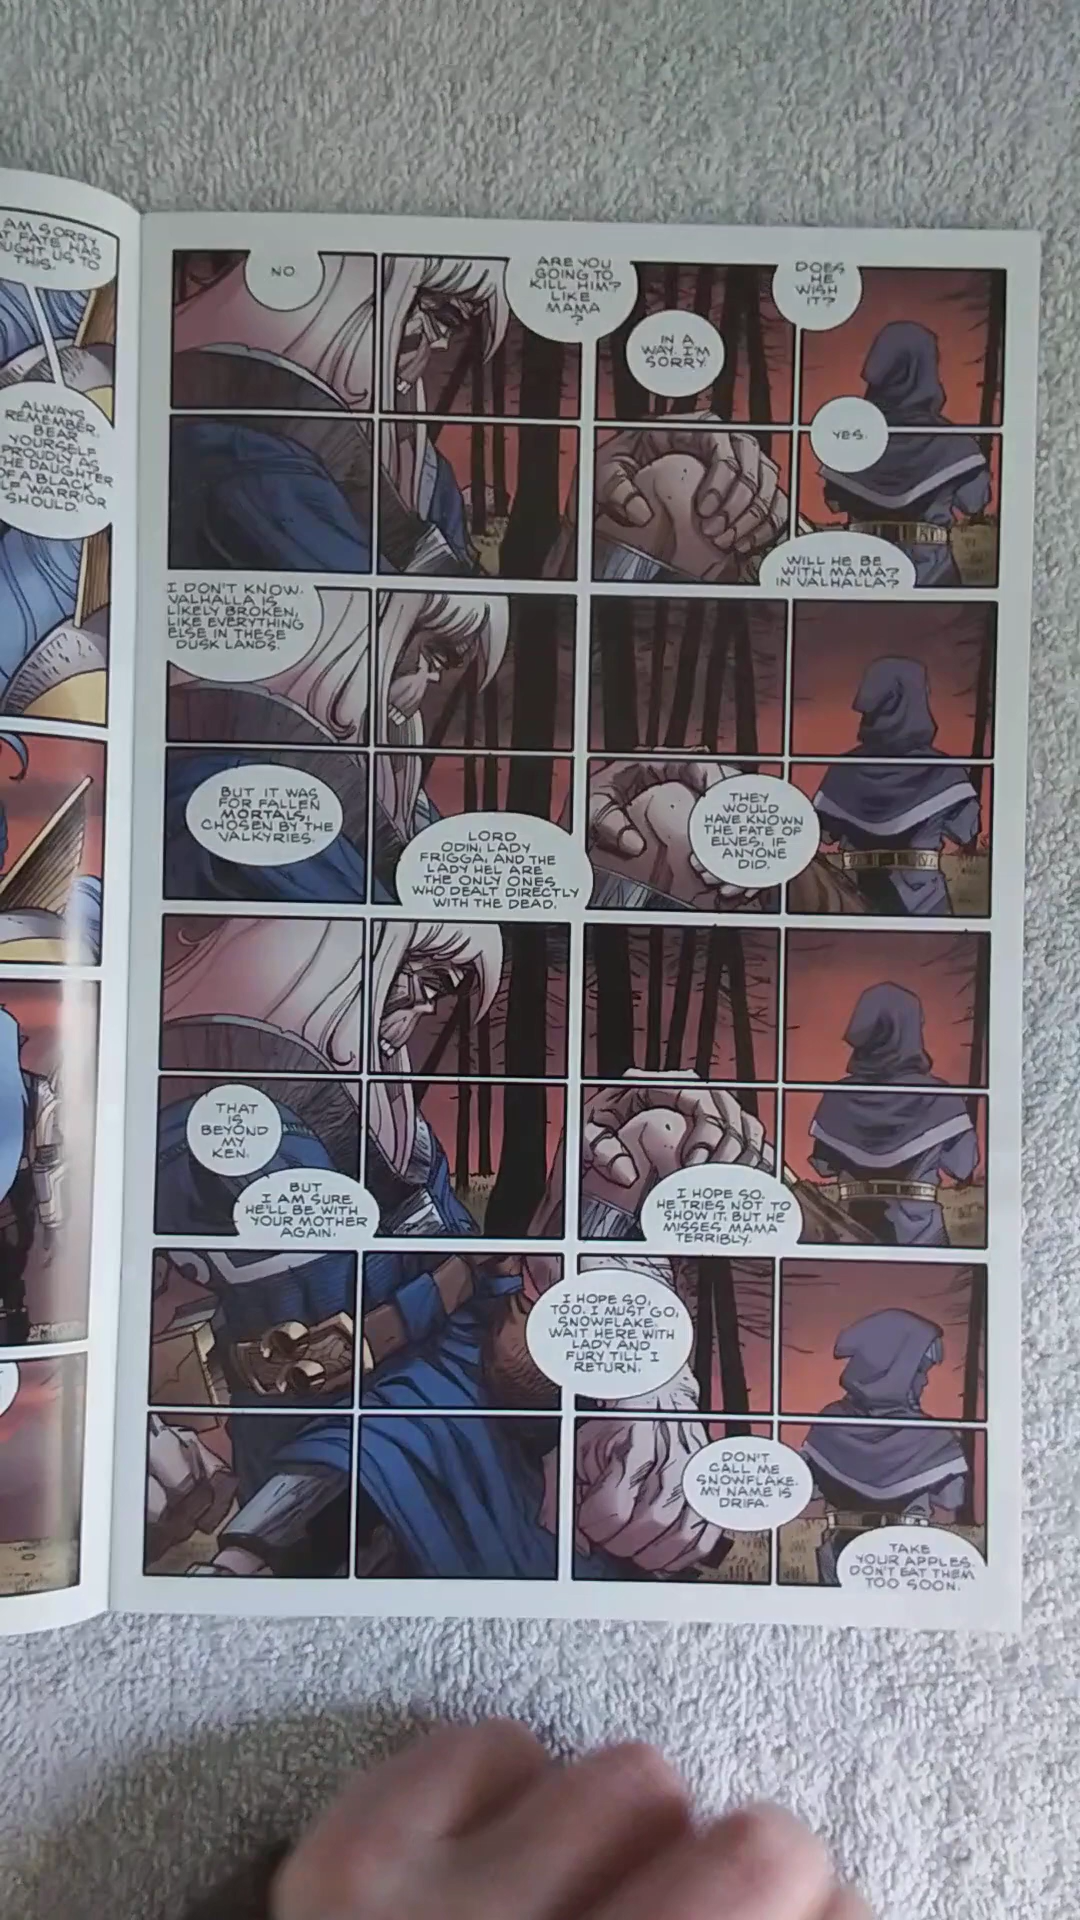 AM SORRY
AT FATE HAS
UGHT US TO
THIS.
ALWAYS
REMEMBER.
BEAR
YOURSELF
PROUDLY AS
THE DAUGHTER
OF A BLACK
LF WARRIOR
SHOULD.
NO.
ARE YOU
GOING TO
KILL HIM?
LIKE
MAMA
?
IN A
WAY. I'M
SORRY.
DOES
HE
WISH
IT?
YES.
WILL HE BE
WITH MAMA?
IN VALHALLA?
I DON'T KNOW.
VALHALLA IS
LIKELY BROKEN,
LIKE EVERYTHING
ELSE IN THESE
DUSK LANDS.
BUT IT WAS
FOR FALLEN
MORTALS,
CHOSEN BY THE
VALKYRIES.
LORD
ODIN, LADY
FRIGGA, AND THE
LADY HEL ARE
THE ONLY ONES
WHO DEALT DIRECTLY
WITH THE DEAD.
THEY
WOULD
HAVE KNOWN
THE FATE OF
ELVES, IF
ANYONE
DID.
THAT
IS
BEYOND
MY
KEN.
BUT
I AM SURE
HE'LL BE WITH
YOUR MOTHER
AGAIN.
I HOPE SO.
HE TRIES NOT TO
SHOW IT, BUT HE
MISSES MAMA
TERRIBLY.
I HOPE SO,
TOO. I MUST GO,
SNOWFLAKE.
WAIT HERE WITH
LADY AND
FURY TILL I
RETURN.
DON'T
CALL ME
SNOWFLAKE.
MY NAME IS
DRIFA.
TAKE
YOUR APPLES.
DON'T EAT THEM
TOO SOON.